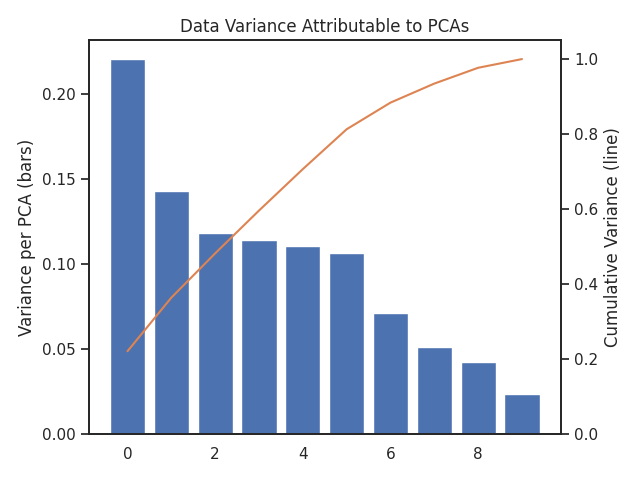 Data Variance Attributable to PCAs
Variance per PCA (bars)
0.20
0.15
0.10
0.05
0.00
0 2 4 6 8
1.0
0.8
0.6
0.4
0.2
0.0
Cumulative Variance (line)